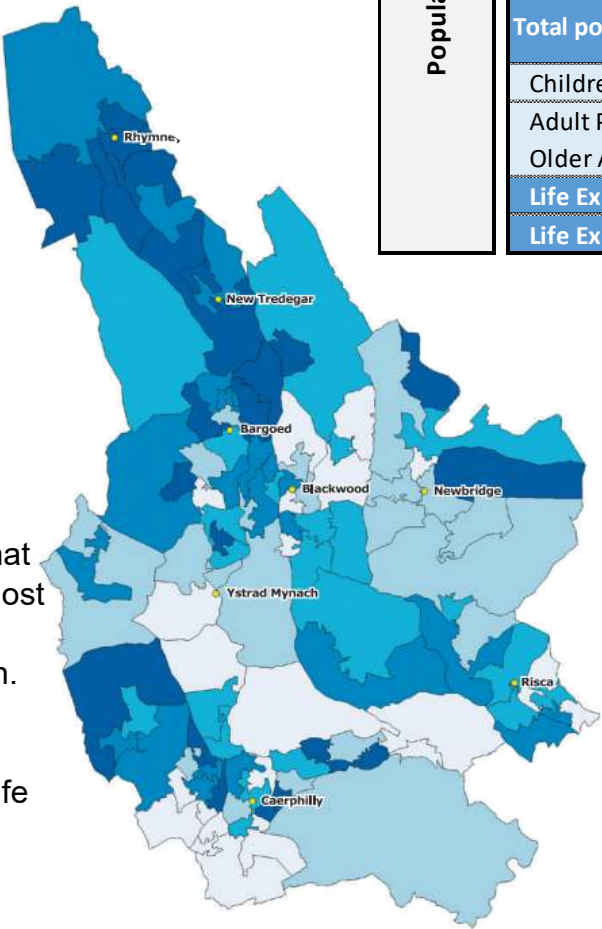 Popula
Total po
Childre
Adult P
Older A
Life Ex
Life Ex
Rhymney
New Tredegar
Bargoed
Blackwood
Newbridge
hat
ost
Ystrad Mynach
n.
Risca
ife
Caerphilly